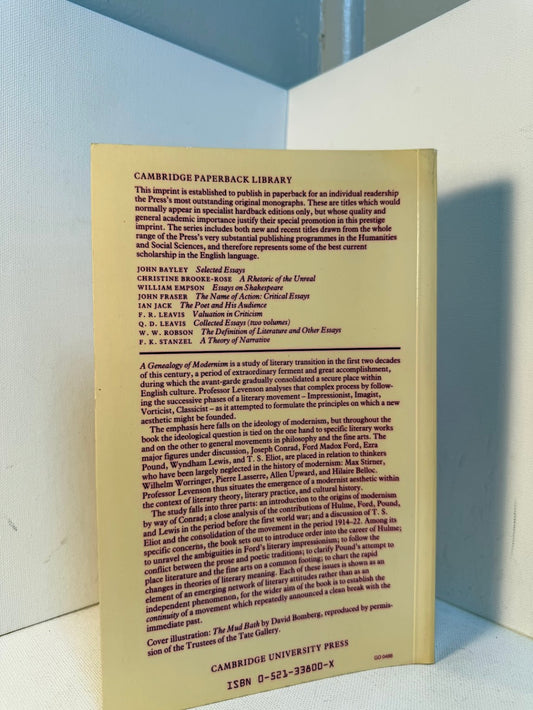 CAMBRIDGE PAPERBACK LIBRARY
This imprint is established to publish in paperback for an individual readership
the Press's most outstanding original monographs. These are titles which would
normally appear in specialist hardback editions only, but whose quality and
general academic importance justify their special promotion in this prestige
imprint. The series includes both new and recent titles drawn from the whole
range of the Press's very substantial publishing programmes in the Humanities
and Social Sciences, and therefore represents some of the best current
scholarship in the English language.
JOHN BAYLEY Selected Essays
CHRISTINE BROOKE-ROSE A Rhetoric of the Unreal
WILLIAM EMPSON Essays on Shakespeare
JOHN FRASER The Name of Action: Critical Essays
IAN JACK The Poet and His Audience
F. R. LEAVIS Valuation in Criticism
Q. D. LEAVIS Collected Essays (two volumes)
W. W. ROBSON The Definition of Literature and Other Essays
F. K. STANZEL A Theory of Narrative
A Genealogy of Modernism is a study of literary transition in the first two decades
of this century, a period of extraordinary ferment and great accomplishment,
during which the avant-garde gradually consolidated a secure place within
English culture. Professor Levenson analyses that complex process by follow-
ing the successive phases of a literary movement – Impressionist, Imagist,
Vorticist, Classicist – as it attempted to formulate the principles on which a new
aesthetic might be founded.
The emphasis here falls on the ideology of modernism, but throughout the
book the ideological question is tied on the one hand to specific literary works
and on the other to general movements in philosophy and the fine arts. The
major figures under discussion, Joseph Conrad, Ford Madox Ford, Ezra
Pound, Wyndham Lewis, and T. S. Eliot, are placed in relation to thinkers
who have been largely neglected in the history of modernism: Max Stirner,
Wilhelm Worringer, Pierre Lasserre, Allen Upward, and Hilaire Belloc.
Professor Levenson thus situates the emergence of a modernist aesthetic within
the context of literary theory, literary practice, and cultural history.
The study falls into three parts: an introduction to the origins of modernism
by way of Conrad; a close analysis of the contributions of Hulme, Ford, Pound,
and Lewis in the period before the first world war; and a discussion of T. S.
Eliot and the consolidation of the movement in the period 1914–22. Among its
specific concerns, the book sets out to introduce order into the career of Hulme;
to unravel the ambiguities in Ford's literary impressionism; to follow the
conflict between the prose and poetic traditions; to clarify Pound's attempt to
place literature and the fine arts on a common footing; to chart the rapid
changes in theories of literary meaning. Each of these issues is shown as an
element of an emerging network of literary attitudes rather than as an
independent phenomenon, for the wider aim of the book is to establish the
continuity of a movement which repeatedly announced a clean break with the
immediate past.
Cover illustration: The Mud Bath by David Bomberg, reproduced by permis-
sion of the Trustees of the Tate Gallery.
CAMBRIDGE UNIVERSITY PRESS
GO 9486
ISBN 0-521-33800-X